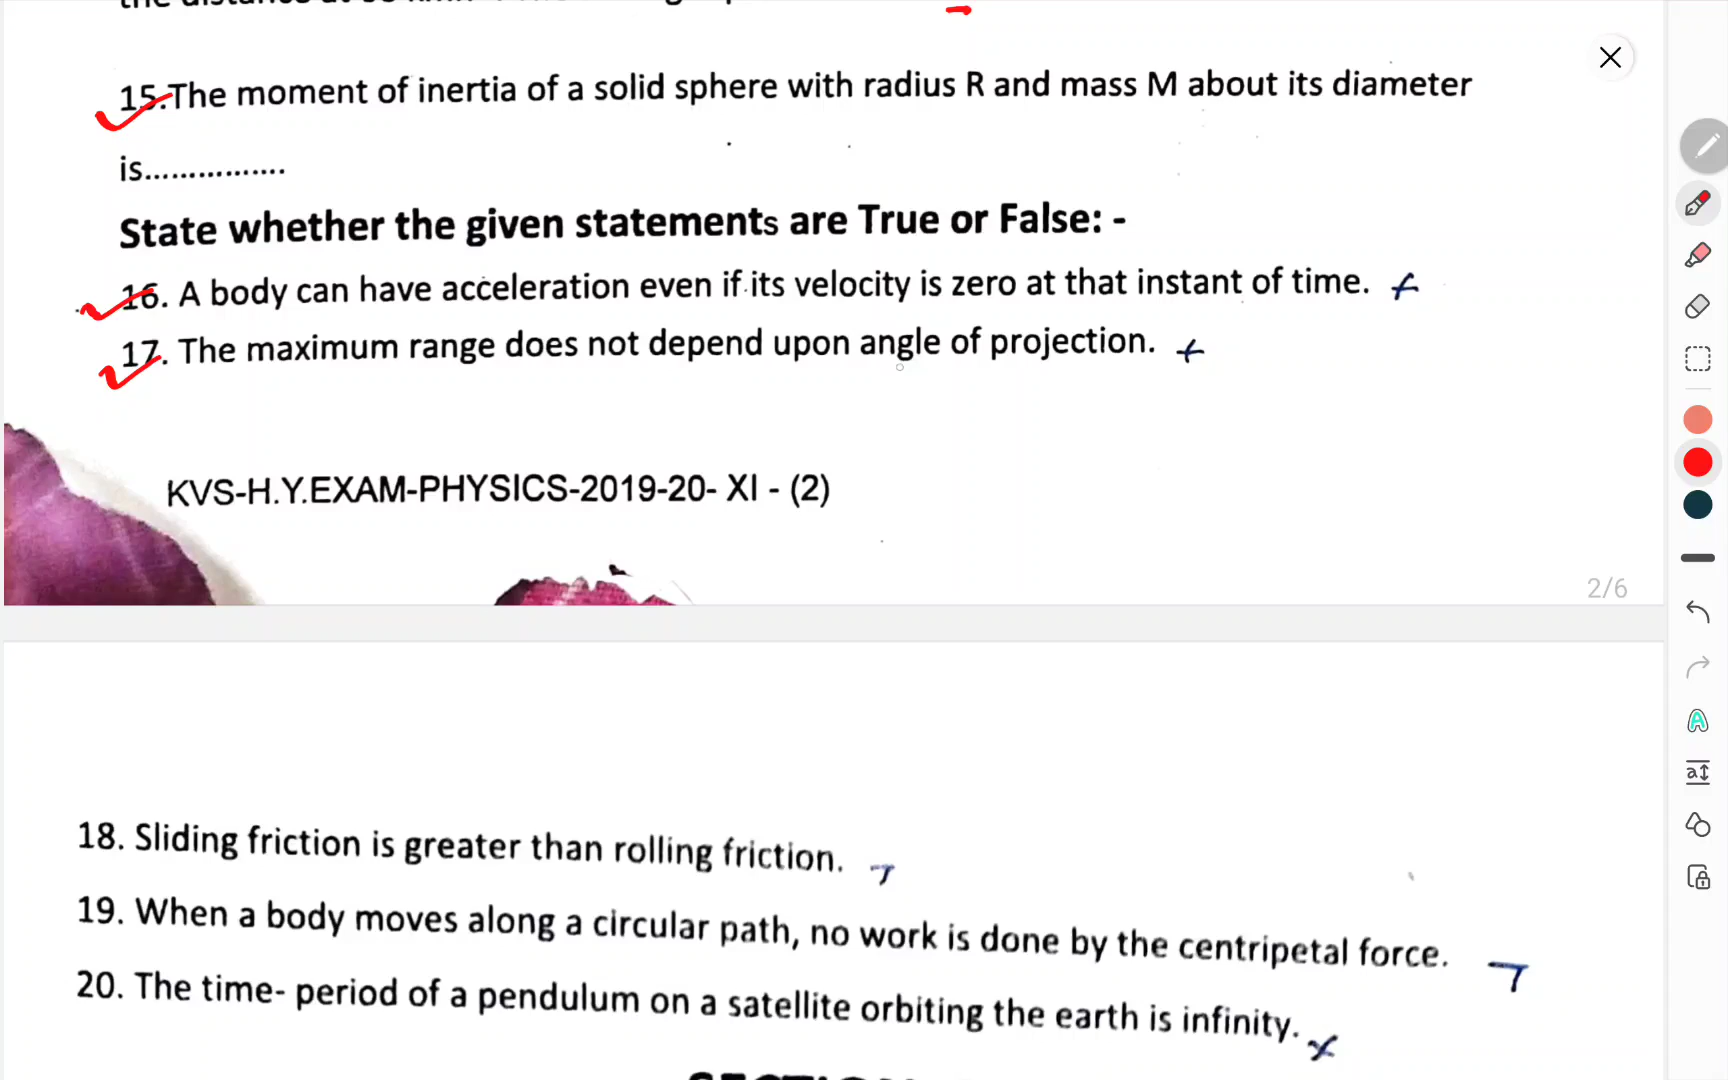 15.The moment of inertia of a solid sphere with radius R and mass M about its diameter
is................
State whether the given statements are True or False: -
16. A body can have acceleration even if its velocity is zero at that instant of time.
17. The maximum range does not depend upon angle of projection.
KVS-H.Y.EXAM-PHYSICS-2019-20- XI - (2)
2/6
18. Sliding friction is greater than rolling friction. T
19. When a body moves along a circular path, no work is done by the centripetal force. T
20. The time- period of a pendulum on a satellite orbiting the earth is infinity.